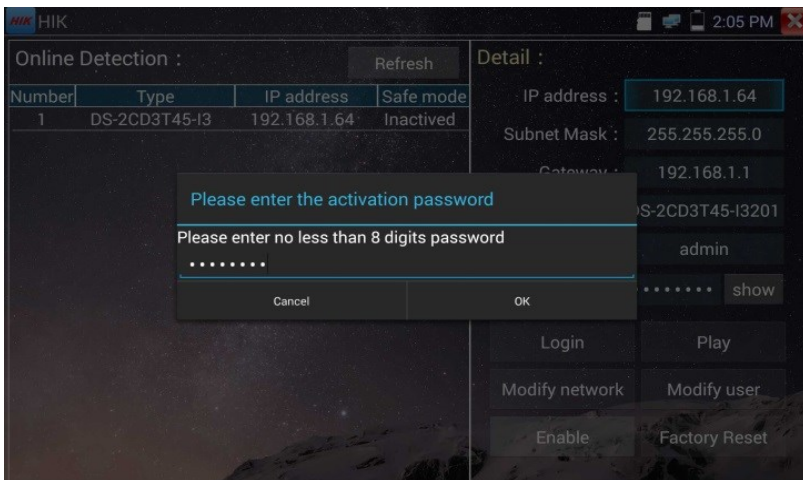 HIK HIK 2:05 PM
Online Detection :
Refresh
Number Type IP address Safe mode
1 DS-2CD3T45-I3 192.168.1.64 Inactived
Detail :
IP address : 192.168.1.64
Subnet Mask : 255.255.255.0
Gateway : 192.168.1.1
DS-2CD3T45-I3201
admin
•••••••• show
Please enter the activation password
Please enter no less than 8 digits password
••••••••
Cancel OK
Login Play
Modify network Modify user
Enable Factory Reset